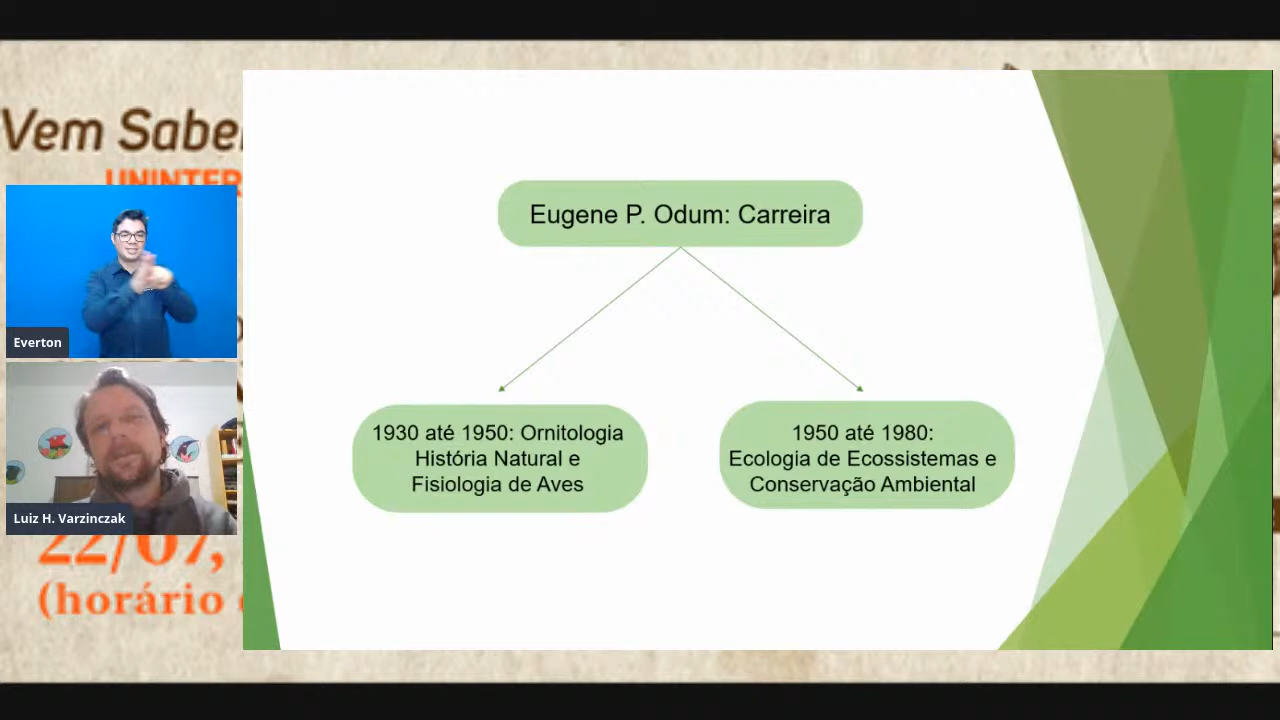 Vem Saber
UNINTER
Everton
Luiz H. Varzinczak
22/07,
(horário
Eugene P. Odum: Carreira
1930 até 1950: Ornitologia
História Natural e
Fisiologia de Aves
1950 até 1980:
Ecologia de Ecossistemas e
Conservação Ambiental